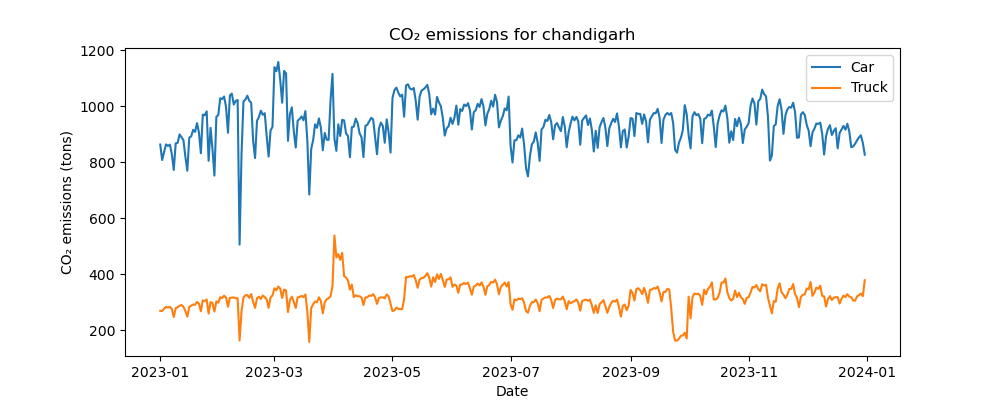 CO₂ emissions for chandigarh
1200
1000
800
600
400
200
CO₂ emissions (tons)
Car
Truck
2023-01 2023-03 2023-05 2023-07 2023-09 2023-11 2024-01
Date